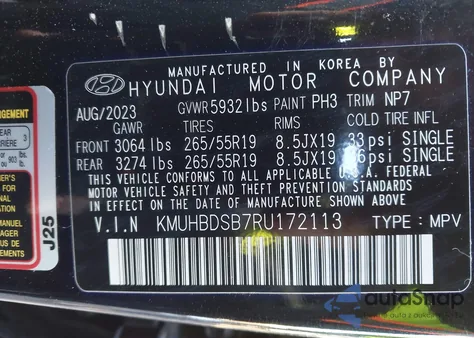 MANUFACTURED IN KOREA BY
HYUNDAI MOTOR COMPANY
AUG/2023 GVWR 5932lbs PAINT PH3 TRIM NP7
GAWR TIRES RIMS COLD TIRE INFL
FRONT 3064 lbs 265/55R19 8.5JX19 33psi SINGLE
REAR 3274 lbs 265/55R19 8.5JX19 psi SINGLE
THIS VEHICLE CONFORMS TO ALL APPLICABLE U.S.
VEHICLE SAFETY AND THEFT PREVENTION STANDARDS
IN EFFECT ON THE DATE OF MANUFACTURE SHOWN ABOVE.
V.I.N KMUHBDSB7RU172113 TYPE: MPV
J25
AutoSnap